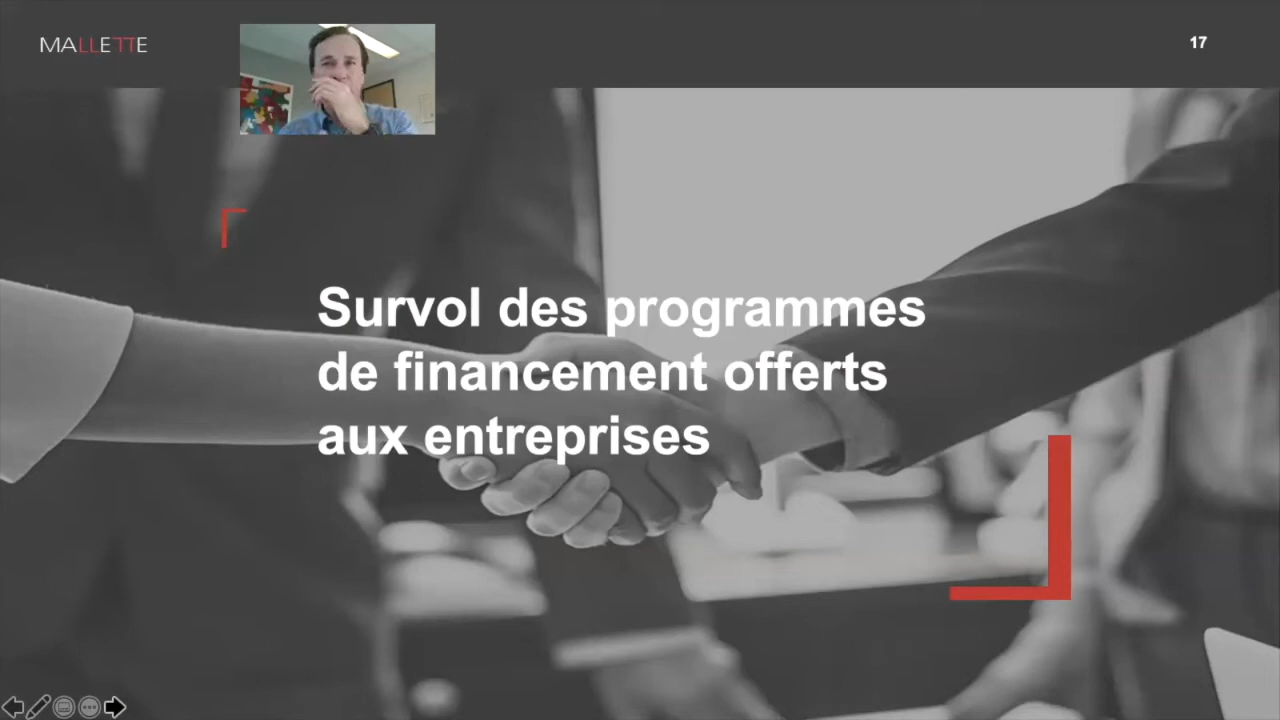 MALLETTE
17
Survol des programmes
de financement offerts
aux entreprises